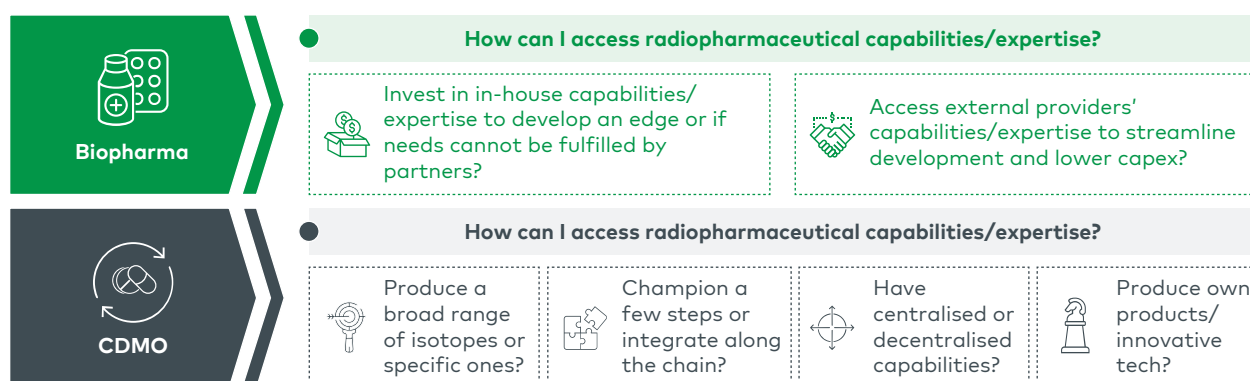 How can I access radiopharmaceutical capabilities/expertise?
Biopharma
Invest in in-house capabilities/
expertise to develop an edge or if
needs cannot be fulfilled by
partners?
Access external providers’
capabilities/expertise to streamline
development and lower capex?
How can I access radiopharmaceutical capabilities/expertise?
CDMO
Produce a
broad range
of isotopes or
specific ones?
Champion a
few steps or
integrate along
the chain?
Have
centralised or
decentralised
capabilities?
Produce own
products/
innovative
tech?